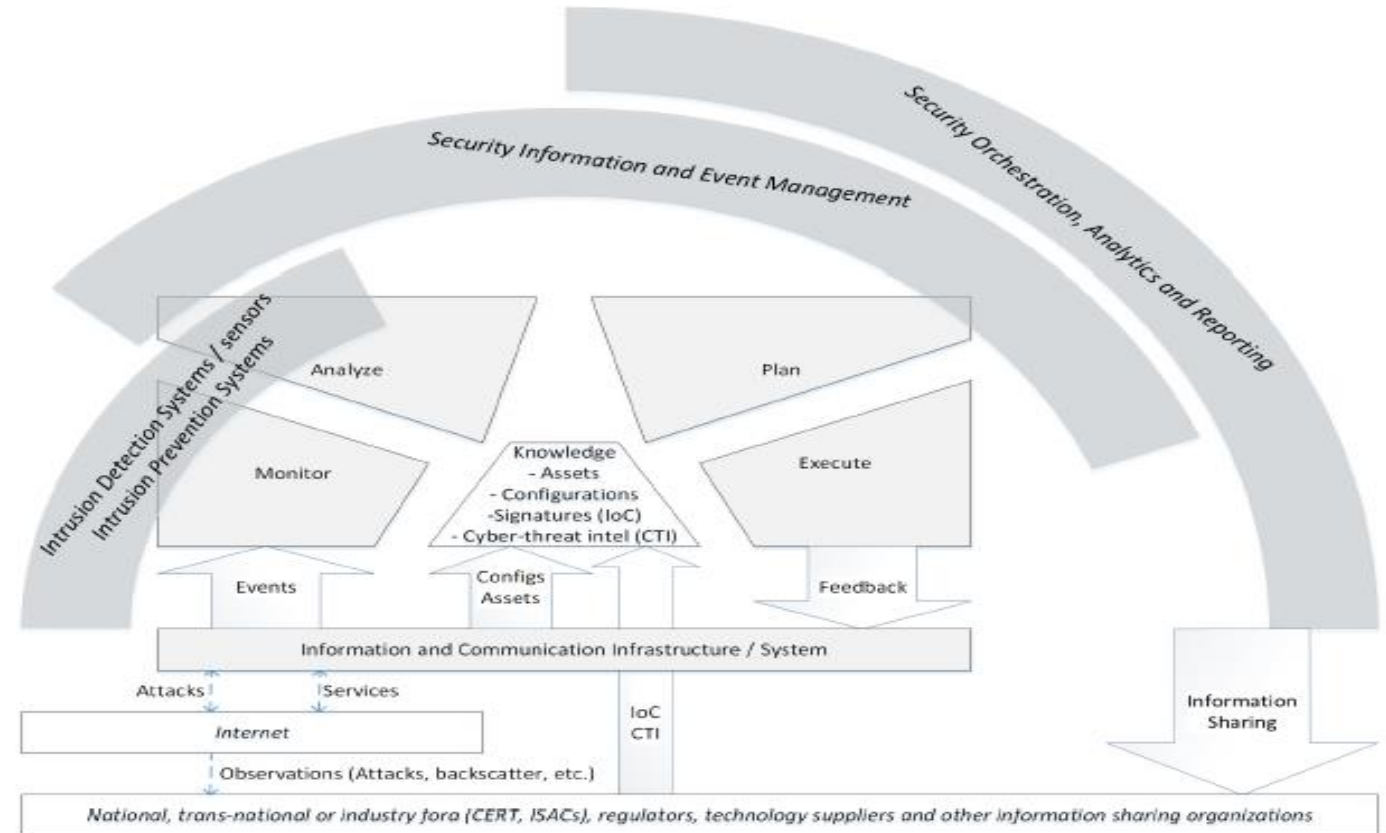 Security Orchestration, Analytics and Reporting
Security Information and Event Management
Intrusion Detection Systems / sensors
Intrusion Prevention Systems
Analyze
Plan
Monitor
Knowledge
- Assets
- Configurations
-Signatures (IoC)
- Cyber-threat intel (CTI)
Execute
Events
Configs
Assets
Feedback
Information and Communication Infrastructure / System
Attacks
Services
Internet
IoC
CTI
Information
Sharing
Observations (Attacks, backscatter, etc.)
National, trans-national or industry fora (CERT, ISACs), regulators, technology suppliers and other information sharing organizations